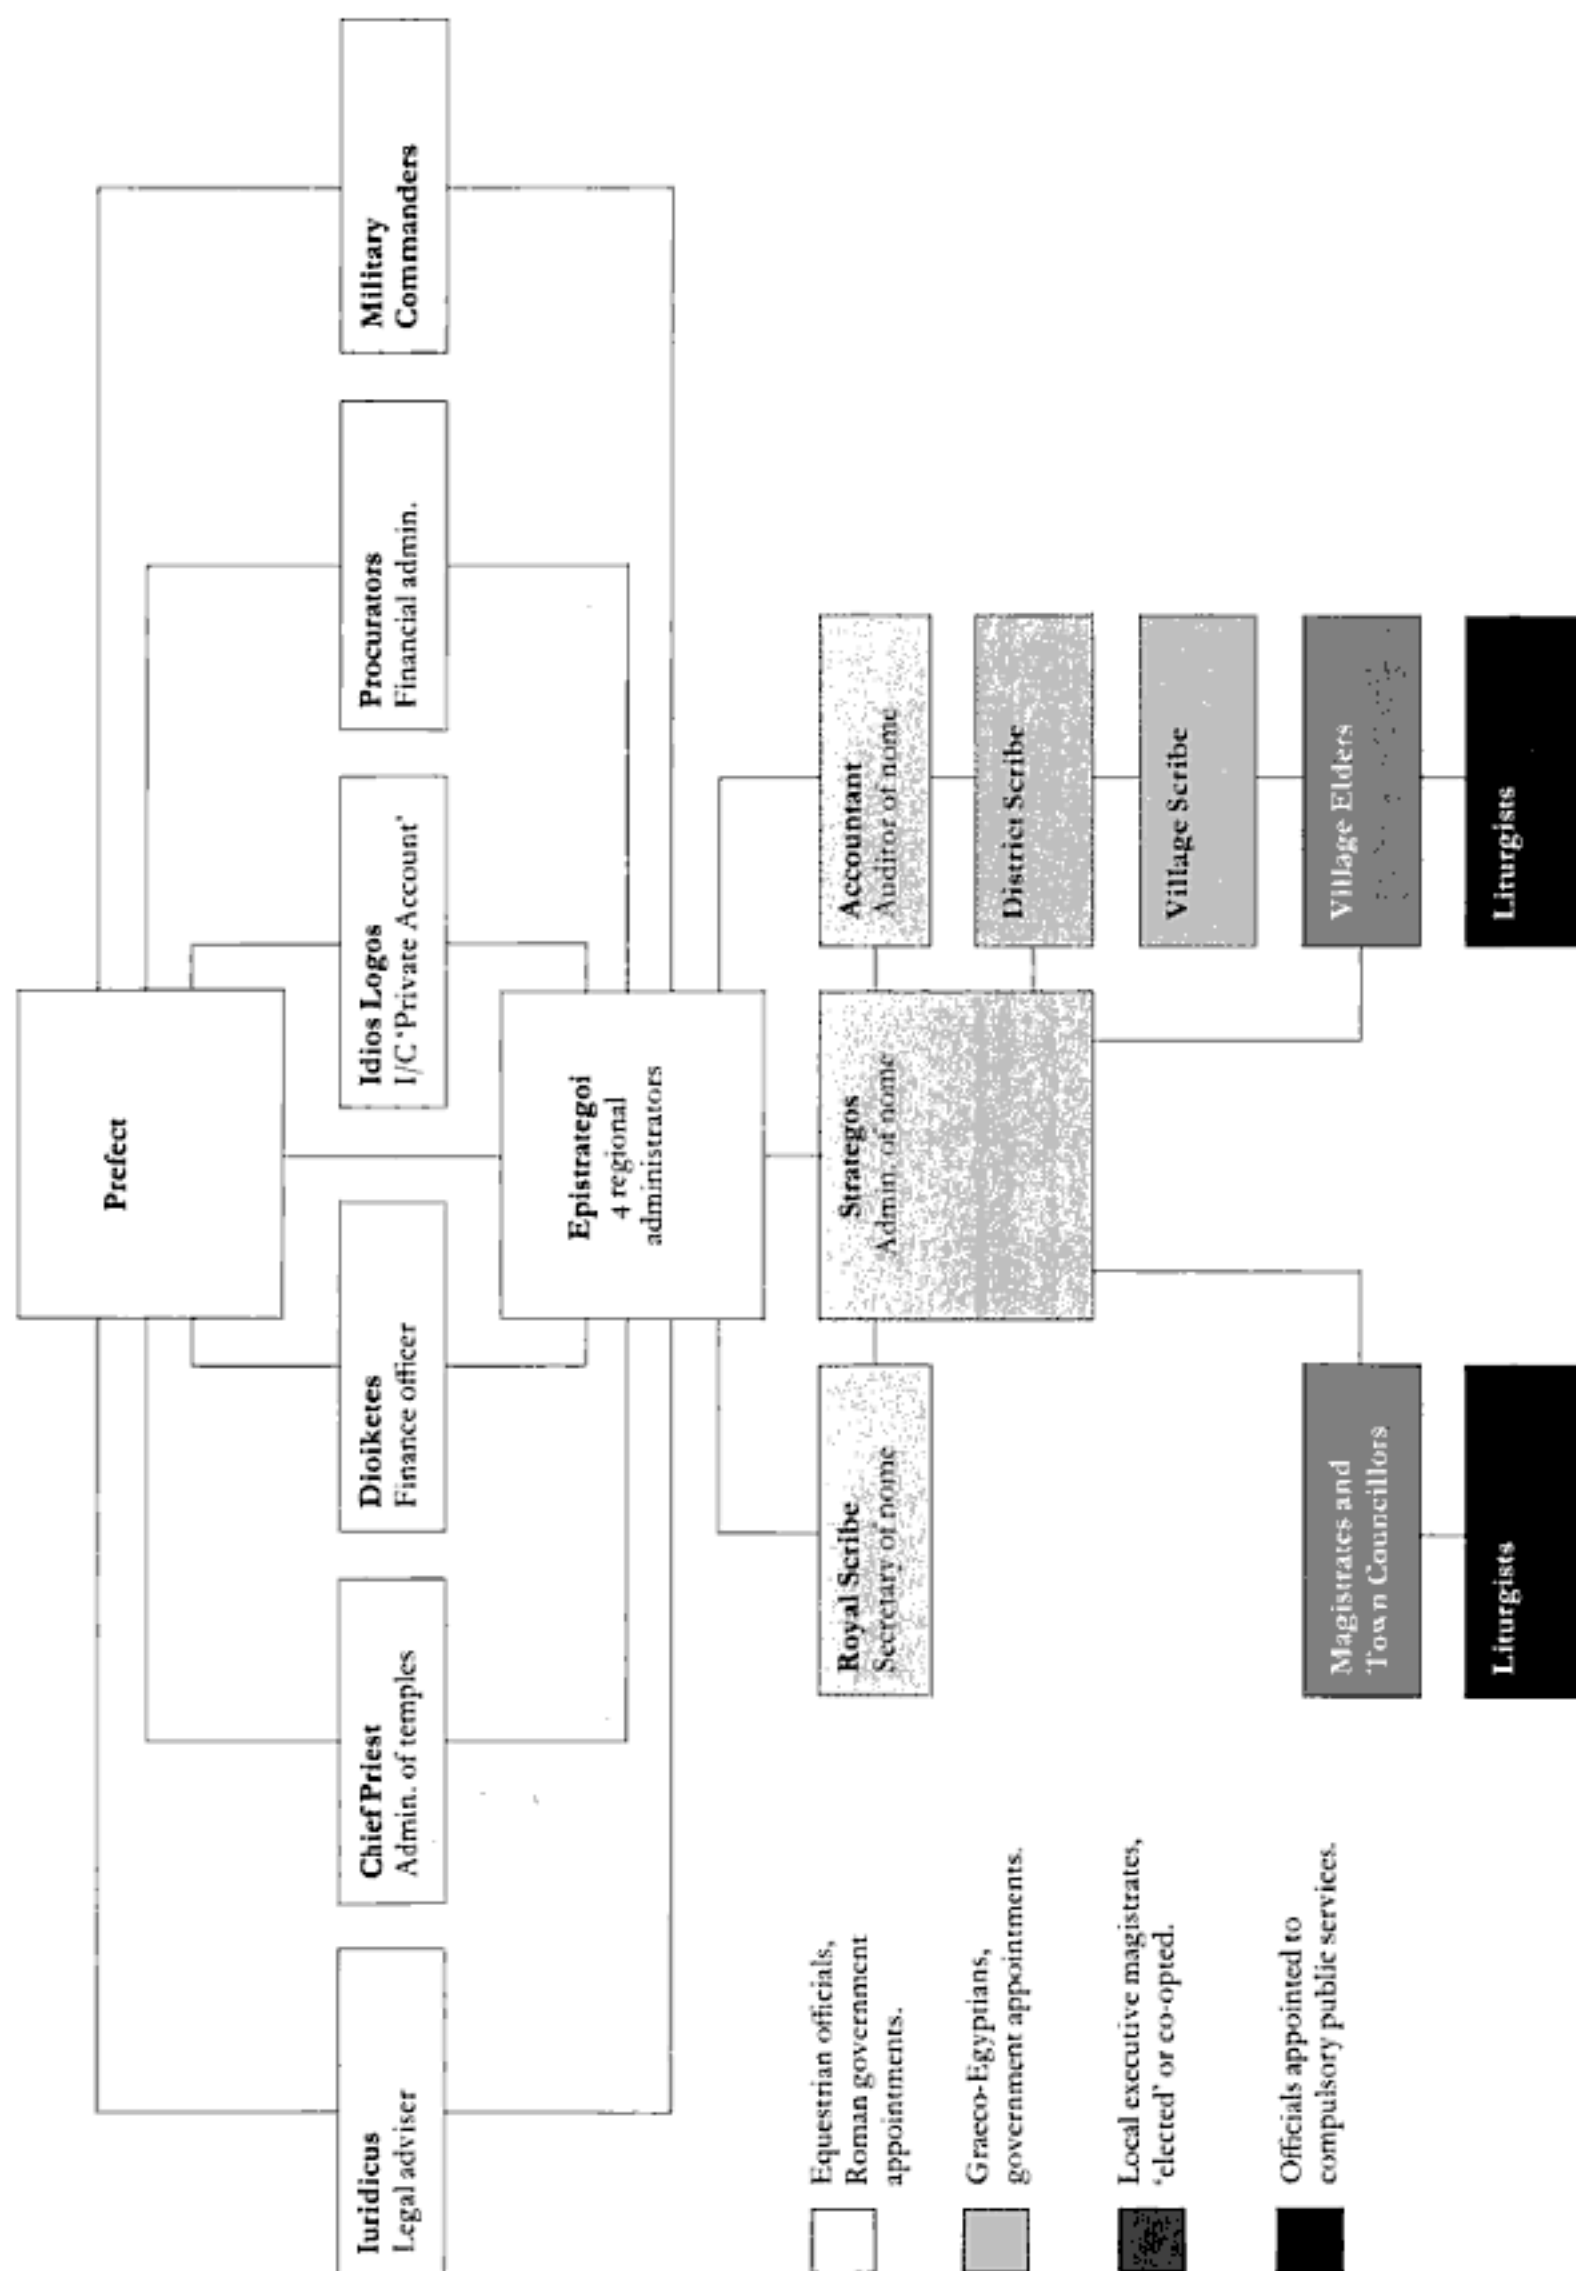 Prefect
Iuridicus
Legal adviser
Chief Priest
Admin. of temples
Dioiketes
Finance officer
Idios Logos
I/C ‘Private Account’
Procurators
Financial admin.
Military
Commanders
Epistrategoi
4 regional
administrators
Royal Scribe
Secretary of nome
Strategos
Admin. of nome
Accountant
Auditor of nome
District Scribe
Village Scribe
Magistrates and
Town Councillors
Village Elders
Liturgists
Liturgists
Equestrian officials,
Roman government
appointments.
Graeco-Egyptians,
government appointments.
Local executive magistrates,
‘elected’ or co-opted.
Officials appointed to
compulsory public services.